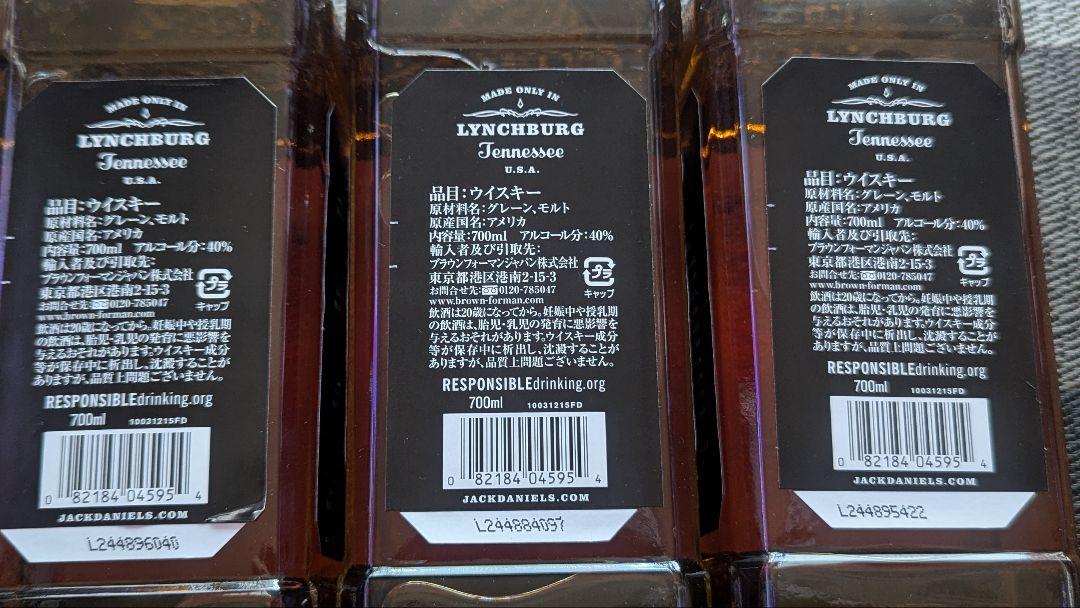 MADE ONLY IN
LYNCHBURG
Tennessee
U.S.A.
品目：ウイスキー
原材料名：グレーン、モルト
原産国名：アメリカ
内容量：700ml アルコール分：40%
輸入者及び引取先：
ブラウンフォーマンジャパン株式会社
東京都港区港南2-15-3
お問合せ先：0120-785047
www.brown-forman.com
プラ
キャップ
飲酒は20歳になってから。妊娠中や授乳期
の飲酒は、胎児・乳児の発育に悪影響を
与えるおそれがあります。ウイスキー成分
等が保存中に析出し、沈澱することが
ありますが、品質上問題ございません。
RESPONSIBLEdrinking.org
700ml 10031215FD
0 82184 04595 4
JACKDANIELS.COM
L244896040
MADE ONLY IN
LYNCHBURG
Tennessee
U.S.A.
品目：ウイスキー
原材料名：グレーン、モルト
原産国名：アメリカ
内容量：700ml アルコール分：40%
輸入者及び引取先：
ブラウンフォーマンジャパン株式会社
東京都港区港南2-15-3
お問合せ先：0120-785047
www.brown-forman.com
プラ
キャップ
飲酒は20歳になってから。妊娠中や授乳期
の飲酒は、胎児・乳児の発育に悪影響を
与えるおそれがあります。ウイスキー成分
等が保存中に析出し、沈澱することが
ありますが、品質上問題ございません。
RESPONSIBLEdrinking.org
700ml 10031215FD
0 82184 04595 4
JACKDANIELS.COM
L244884097
MADE ONLY IN
LYNCHBURG
Tennessee
U.S.A.
品目：ウイスキー
原材料名：グレーン、モルト
原産国名：アメリカ
内容量：700ml アルコール分：40%
輸入者及び引取先：
ブラウンフォーマンジャパン株式会社
東京都港区港南2-15-3
お問合せ先：0120-785047
www.brown-forman.com
プラ
キャップ
飲酒は20歳になってから。妊娠中や授乳期
の飲酒は、胎児・乳児の発育に悪影響を
与えるおそれがあります。ウイスキー成分
等が保存中に析出し、沈澱することが
ありますが、品質上問題ございません。
RESPONSIBLEdrinking.org
700ml 10031215FD
0 82184 04595 4
JACKDANIELS.COM
L244895422